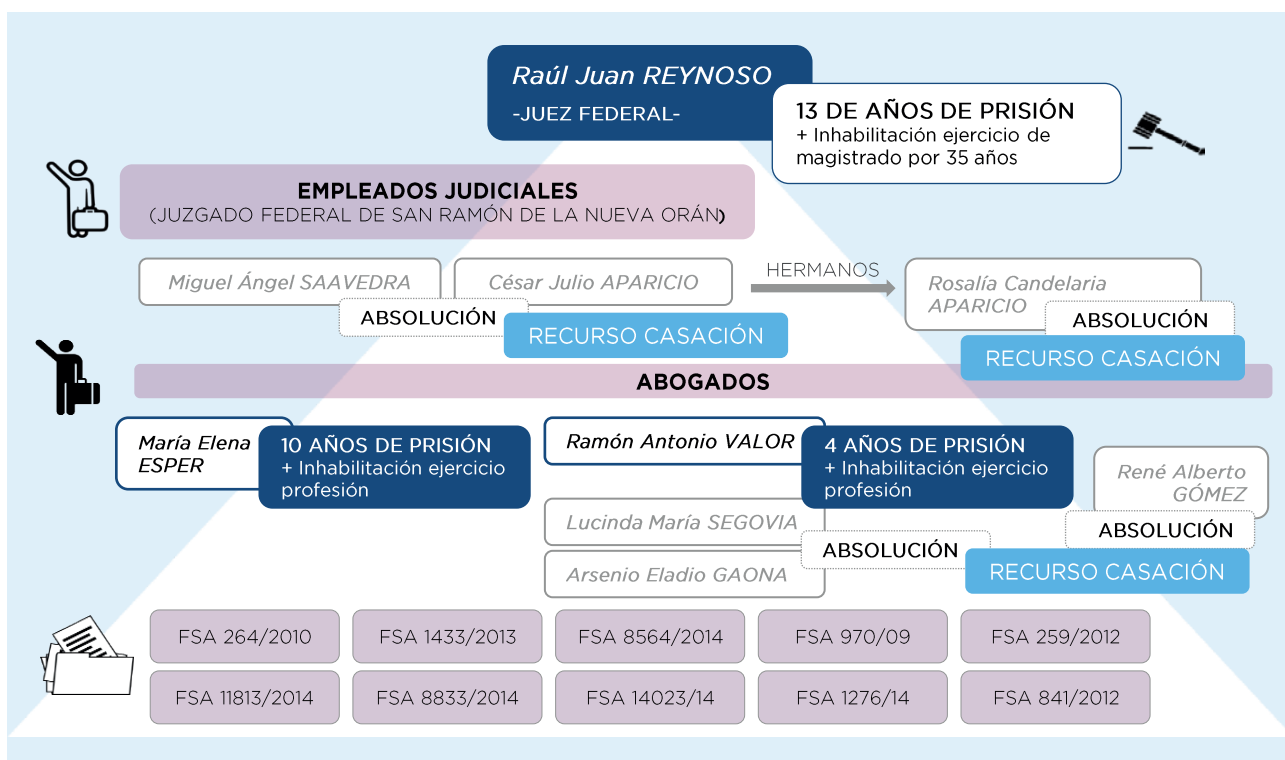 Raúl Juan REYNOSO
-JUEZ FEDERAL-
13 DE AÑOS DE PRISIÓN
+ Inhabilitación ejercicio de
magistrado por 35 años
EMPLEADOS JUDICIALES
(JUZGADO FEDERAL DE SAN RAMÓN DE LA NUEVA ORÁN)
Miguel Ángel SAAVEDRA
César Julio APARICIO
HERMANOS
Rosalía Candelaria
APARICIO
ABSOLUCIÓN
RECURSO CASACIÓN
ABSOLUCIÓN
RECURSO CASACIÓN
ABOGADOS
María Elena
ESPER
10 AÑOS DE PRISIÓN
+ Inhabilitación ejercicio
profesión
Ramón Antonio VALOR
4 AÑOS DE PRISIÓN
+ Inhabilitación ejercicio
profesión
René Alberto
GÓMEZ
Lucinda María SEGOVIA
Arsenio Eladio GAONA
ABSOLUCIÓN
ABSOLUCIÓN
RECURSO CASACIÓN
FSA 264/2010
FSA 1433/2013
FSA 8564/2014
FSA 970/09
FSA 259/2012
FSA 11813/2014
FSA 8833/2014
FSA 14023/14
FSA 1276/14
FSA 841/2012